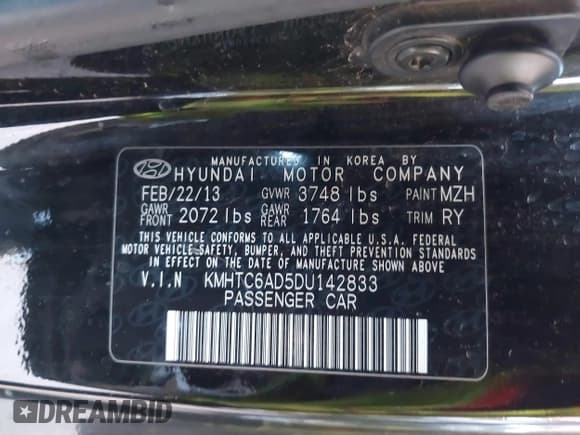 MANUFACTURED IN KOREA BY
HYUNDAI MOTOR COMPANY
FEB/22/13 GVWR 3748 lbs PAINT MZH
GAWR FRONT 2072 lbs GAWR REAR 1764 lbs TRIM RY
THIS VEHICLE CONFORMS TO ALL APPLICABLE U.S.A. FEDERAL
MOTOR VEHICLE SAFETY, BUMPER, AND THEFT PREVENTION STANDARDS
IN EFFECT ON THE DATE OF MANUFACTURE SHOWN ABOVE
V.I.N KMHTC6AD5DU142833
PASSENGER CAR
DREAMBID